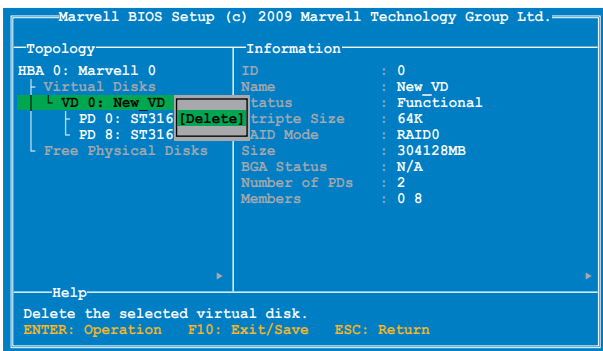 Marvell BIOS Setup (c) 2009 Marvell Technology Group Ltd.
Topology
HBA 0: Marvell 0
Virtual Disks
VD 0: New_VD
PD 0: ST316
PD 8: ST316
Free Physical Disks
[Delete]
Information
ID : 0
Name : New_VD
tatus : Functional
tripte Size : 64K
AID Mode : RAID0
Size : 304128MB
BGA Status : N/A
Number of PDs : 2
Members : 0 8
Help
Delete the selected virtual disk.
ENTER: Operation F10: Exit/Save ESC: Return